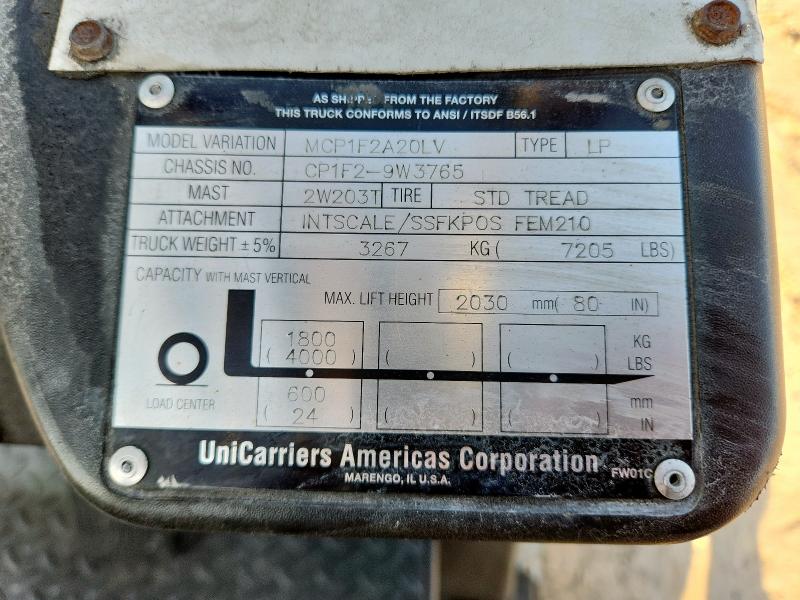 AS SHIPPED FROM THE FACTORY
THIS TRUCK CONFORMS TO ANSI / ITSDF B56.1
MODEL VARIATION MCP1F2A20LV TYPE LP
CHASSIS NO. CP1F2-9W3765
MAST 2W203T TIRE STD TREAD
ATTACHMENT INTSCALE/SSFKPOS FEM210
TRUCK WEIGHT ± 5% 3267 KG ( 7205 LBS)
CAPACITY WITH MAST VERTICAL
MAX. LIFT HEIGHT 2030 mm( 80 IN)
1800 KG
( 4000 ) ( ) ( ) LBS
600 mm
LOAD CENTER ( 24 ) ( ) ( ) IN
UniCarriers Americas Corporation
MARENGO, IL U.S.A. FW01C